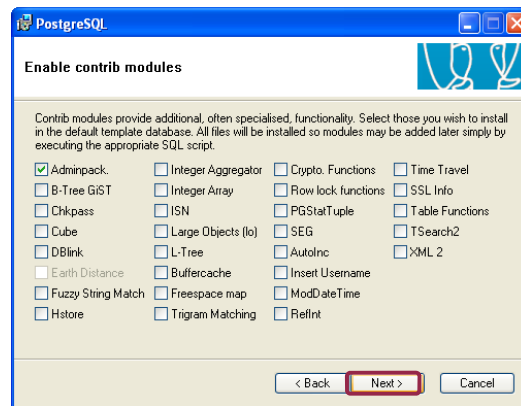 PostgreSQL
Enable contrib modules
Contrib modules provide additional, often specialised, functionality. Select those you wish to install
in the default template database. All files will be installed so modules may be added later simply by
executing the appropriate SQL script.
Adminpack. Integer Aggregator Crypto. Functions Time Travel
B-Tree GiST Integer Array Row lock functions SSL Info
Chkpass ISN PGStatTuple Table Functions
Cube Large Objects (lo) SEG TSearch2
DBlink L-Tree AutoInc XML 2
Earth Distance Buffercache Insert Username
Fuzzy String Match Freespace map ModDateTime
Hstore Trigram Matching RefInt
< Back Next > Cancel